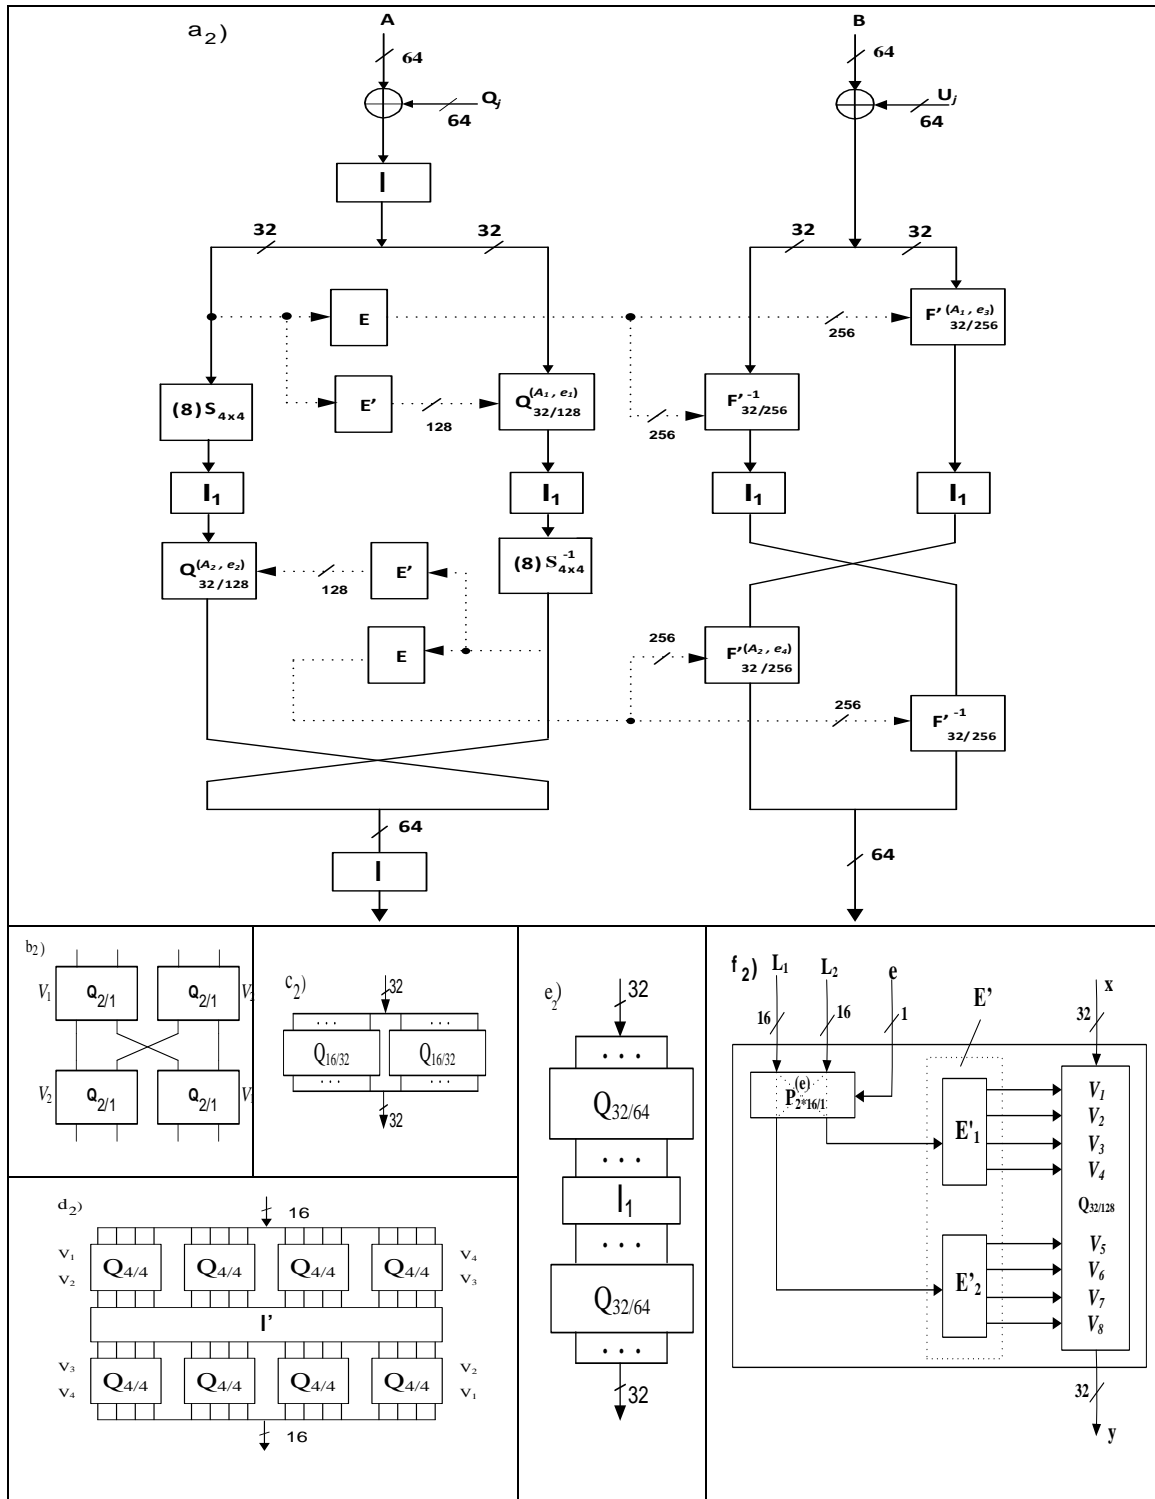 a2)
A
B
64
64
Qj
64
Uj
64
I
32
32
32
32
E
256
F'(A1, e3)32/256
E'
128
Q(A1, e1)32/128
(8)S4x4
256
F'-132/256
I1
I1
I1
I1
Q(A2, e2)32/128
128
E'
(8)S-14x4
E
256
F'(A2, e4)32/256
256
F'-132/256
64
I
64
b2)
V1
Q2/1
Q2/1
V2
Q2/1
Q2/1
c2)
32
...
...
Q16/32
Q16/32
...
...
32
d2)
16
V1
V2
Q4/4
Q4/4
Q4/4
Q4/4
V4
V3
I'
V3
V4
Q4/4
Q4/4
Q4/4
Q4/4
V2
V1
16
e2)
32
...
Q32/64
...
I1
...
Q32/64
...
32
f2)
L1
L2
e
x
16
16
1
E'
32
P(e)2*16/1
E'1
V1
V2
V3
V4
Q32/128
E'2
V5
V6
V7
V8
32
y